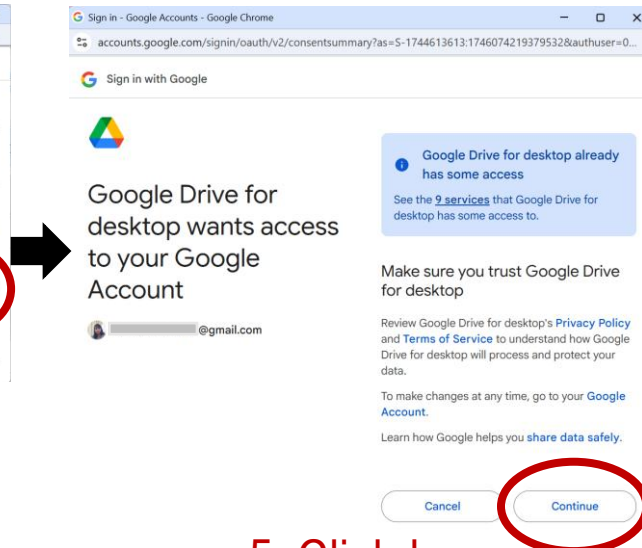 Sign in - Google Accounts - Google Chrome
accounts.google.com/signin/oauth/v2/consentsummary?as=S-1744613613:1746074219379532&authuser=0...
Sign in with Google
Google Drive for
desktop wants access
to your Google
Account
@gmail.com
Google Drive for desktop already
has some access
See the 9 services that Google Drive for
desktop has some access to.
Make sure you trust Google Drive
for desktop
Review Google Drive for desktop's Privacy Policy
and Terms of Service to understand how Google
Drive for desktop will process and protect your
data.
To make changes at any time, go to your Google
Account.
Learn how Google helps you share data safely.
Cancel
Continue
5. Click